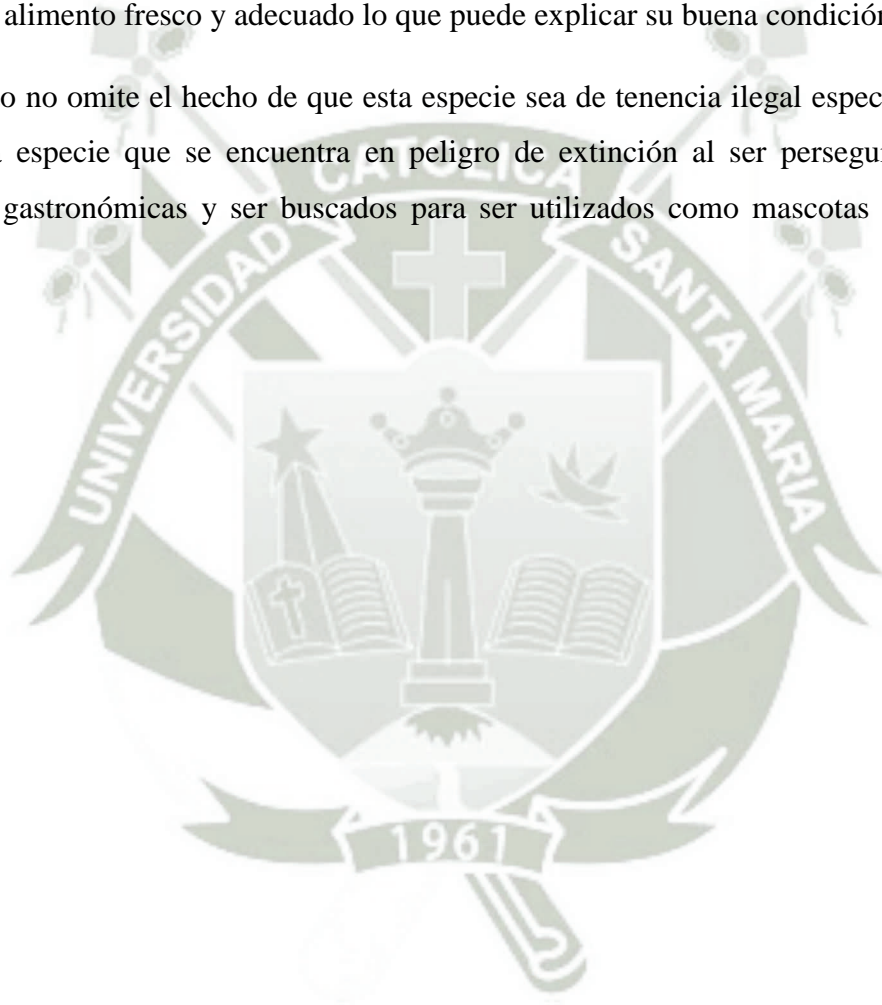 alimento fresco y adecuado lo que puede explicar su buena condición
o no omite el hecho de que esta especie sea de tenencia ilegal espec
especie que se encuentra en peligro de extinción al ser persegui
gastronómicas y ser buscados para ser utilizados como mascotas
UNIVERSIDAD CATOLICA SANTA MARIA
1961